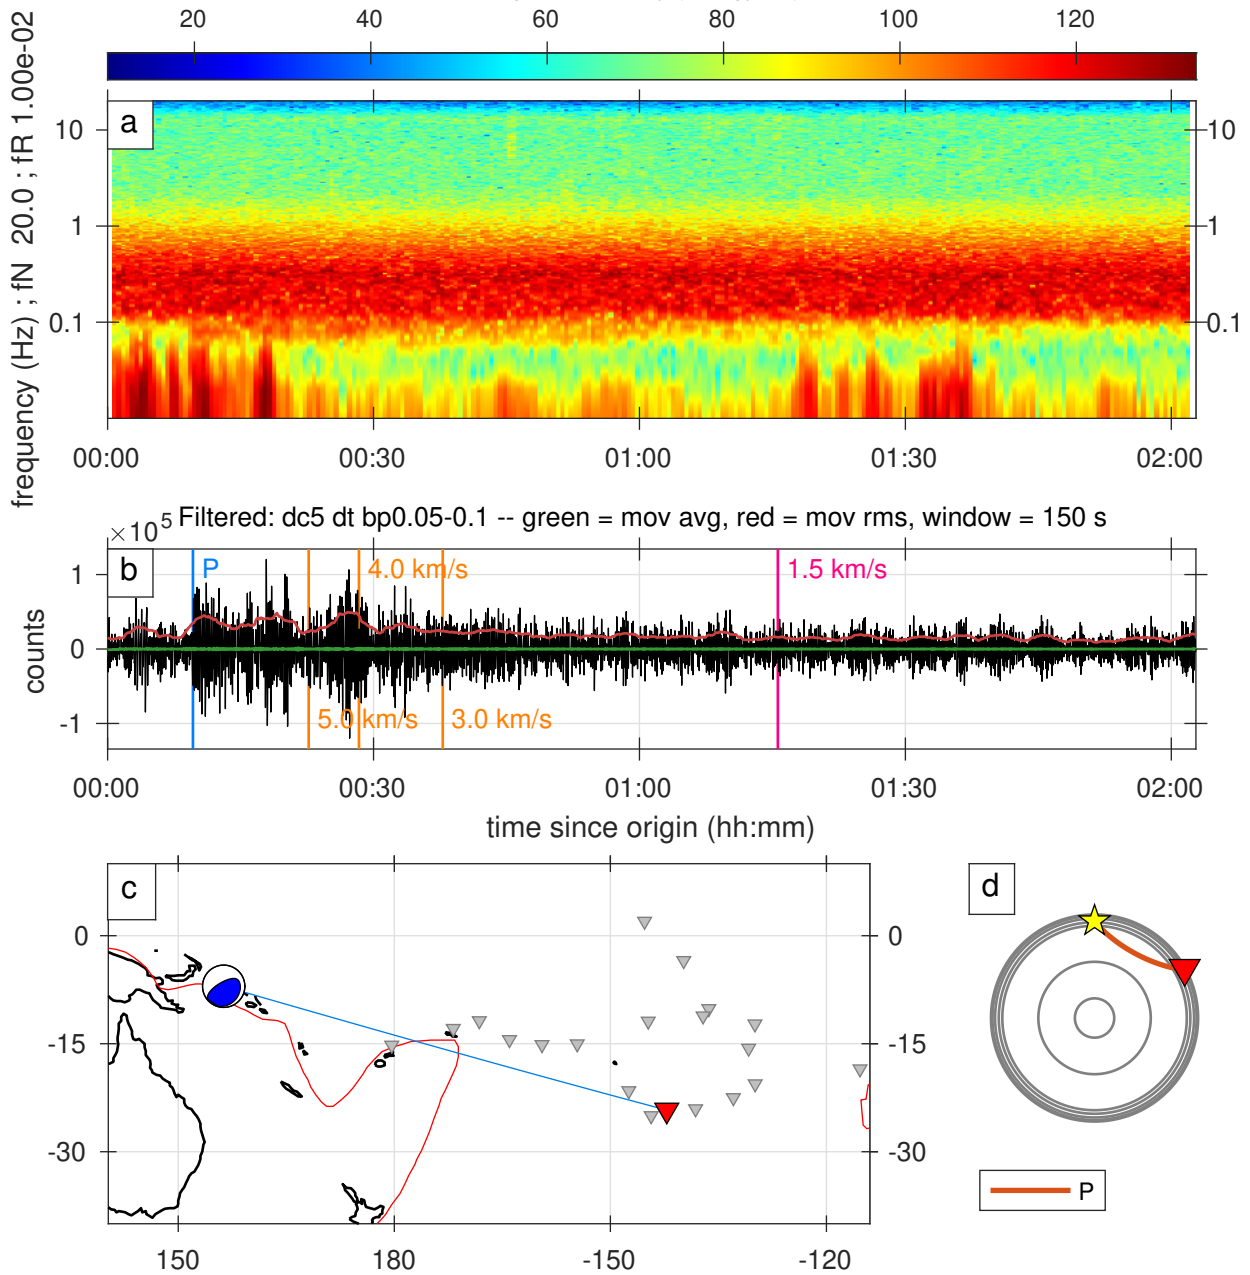 20 40 60 80 100 120
frequency (Hz) ; fN 20.0 ; fR 1.00e-02
a
10 10
1 1
0.1 0.1
00:00 00:30 01:00 01:30 02:00
×10^5 Filtered: dc5 dt bp0.05-0.1 -- green = mov avg, red = mov rms, window = 150 s
b
P 4.0 km/s 1.5 km/s
counts
1
0
-1
5.0 km/s 3.0 km/s
00:00 00:30 01:00 01:30 02:00
time since origin (hh:mm)
c
d
0 0
-15 -15
-30 -30
150 180 -150 -120
P